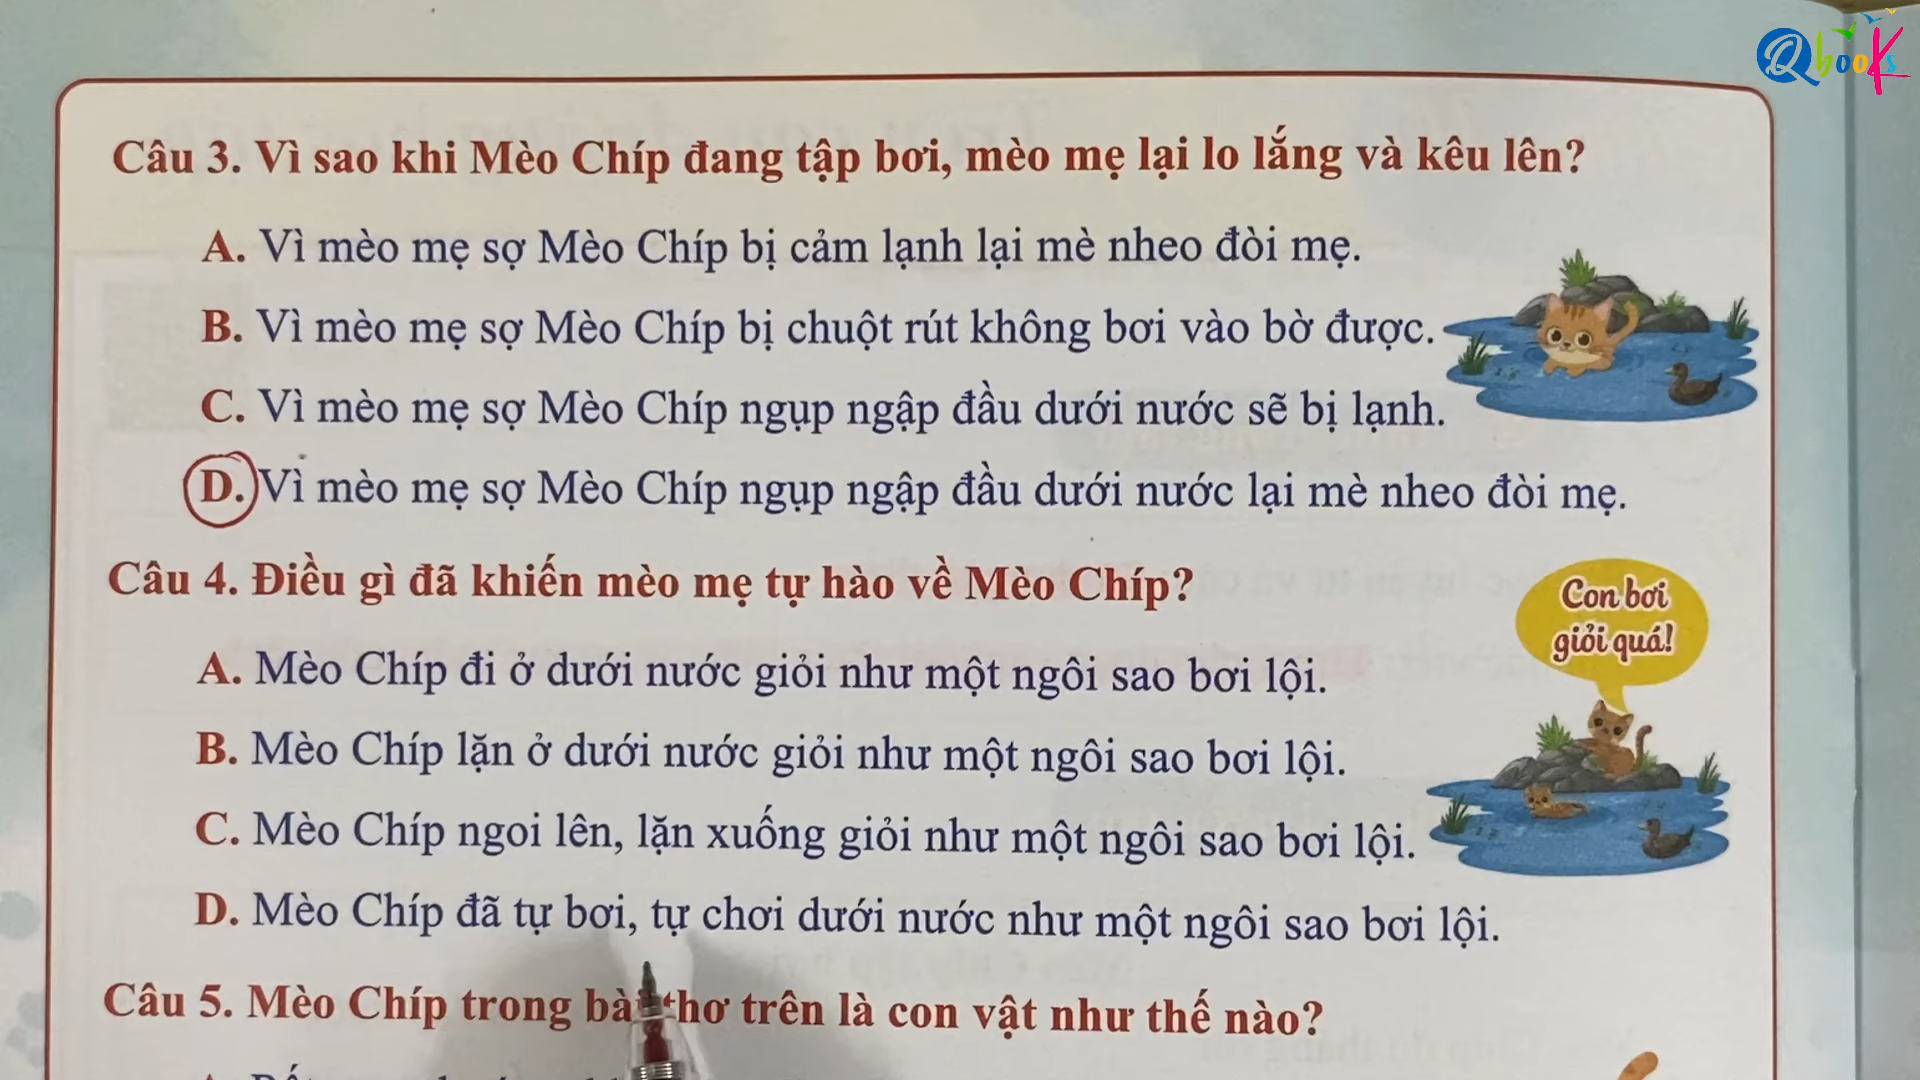 Qbooks
Câu 3. Vì sao khi Mèo Chíp đang tập bơi, mèo mẹ lại lo lắng và kêu lên?
A. Vì mèo mẹ sợ Mèo Chíp bị cảm lạnh lại mè nheo đòi mẹ.
B. Vì mèo mẹ sợ Mèo Chíp bị chuột rút không bơi vào bờ được.
C. Vì mèo mẹ sợ Mèo Chíp ngụp ngập đầu dưới nước sẽ bị lạnh.
D. Vì mèo mẹ sợ Mèo Chíp ngụp ngập đầu dưới nước lại mè nheo đòi mẹ.
Câu 4. Điều gì đã khiến mèo mẹ tự hào về Mèo Chíp?
Con bơi
giỏi quá!
A. Mèo Chíp đi ở dưới nước giỏi như một ngôi sao bơi lội.
B. Mèo Chíp lặn ở dưới nước giỏi như một ngôi sao bơi lội.
C. Mèo Chíp ngoi lên, lặn xuống giỏi như một ngôi sao bơi lội.
D. Mèo Chíp đã tự bơi, tự chơi dưới nước như một ngôi sao bơi lội.
Câu 5. Mèo Chíp trong bài thơ trên là con vật như thế nào?